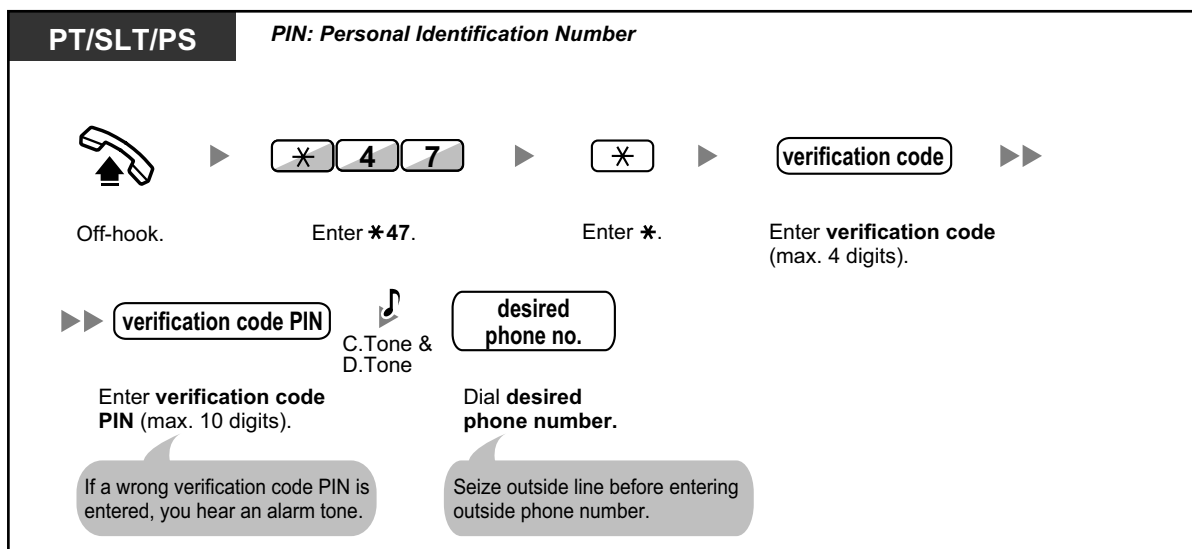 PT/SLT/PS
PIN: Personal Identification Number
* 4 7
*
verification code
Off-hook.
Enter *47.
Enter *.
Enter verification code
(max. 4 digits).
verification code PIN
C.Tone &
D.Tone
desired
phone no.
Enter verification code
PIN (max. 10 digits).
Dial desired
phone number.
If a wrong verification code PIN is
entered, you hear an alarm tone.
Seize outside line before entering
outside phone number.